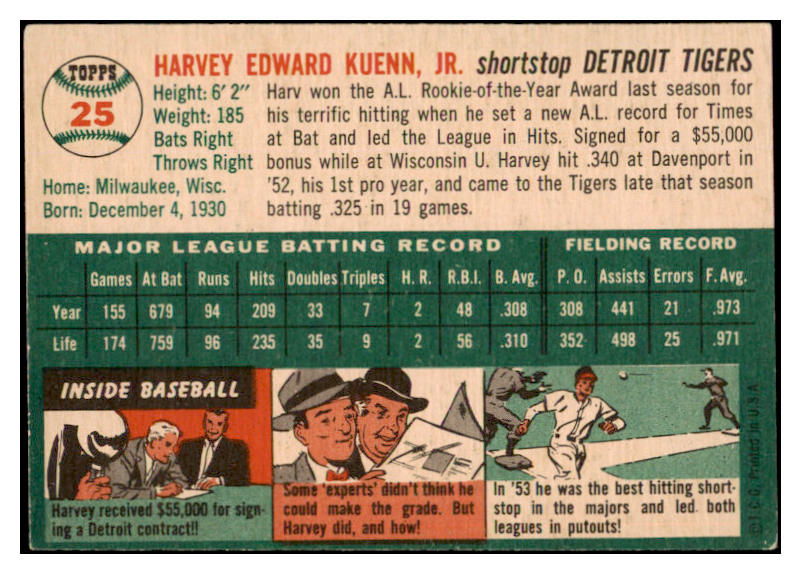 TOPPS
25
HARVEY EDWARD KUENN, JR. shortstop DETROIT TIGERS
Height: 6' 2"
Weight: 185
Bats Right
Throws Right
Home: Milwaukee, Wisc.
Born: December 4, 1930
Harv won the A.L. Rookie-of-the-Year Award last season for
his terrific hitting when he set a new A.L. record for Times
at Bat and led the League in Hits. Signed for a $55,000
bonus while at Wisconsin U. Harvey hit .340 at Davenport in
'52, his 1st pro year, and came to the Tigers late that season
batting .325 in 19 games.
MAJOR LEAGUE BATTING RECORD FIELDING RECORD
Games At Bat Runs Hits Doubles Triples H. R. R.B.I. B. Avg. P. O. Assists Errors F. Avg.
Year 155 679 94 209 33 7 2 48 .308 308 441 21 .973
Life 174 759 96 235 35 9 2 56 .310 352 498 25 .971
INSIDE BASEBALL
Harvey received $55,000 for sign-
ing a Detroit contract!!
Some 'experts' didn't think he
could make the grade. But
Harvey did, and how!
In '53 he was the best hitting short-
stop in the majors and led both
leagues in putouts!
©T.C.G. Printed in U.S.A.